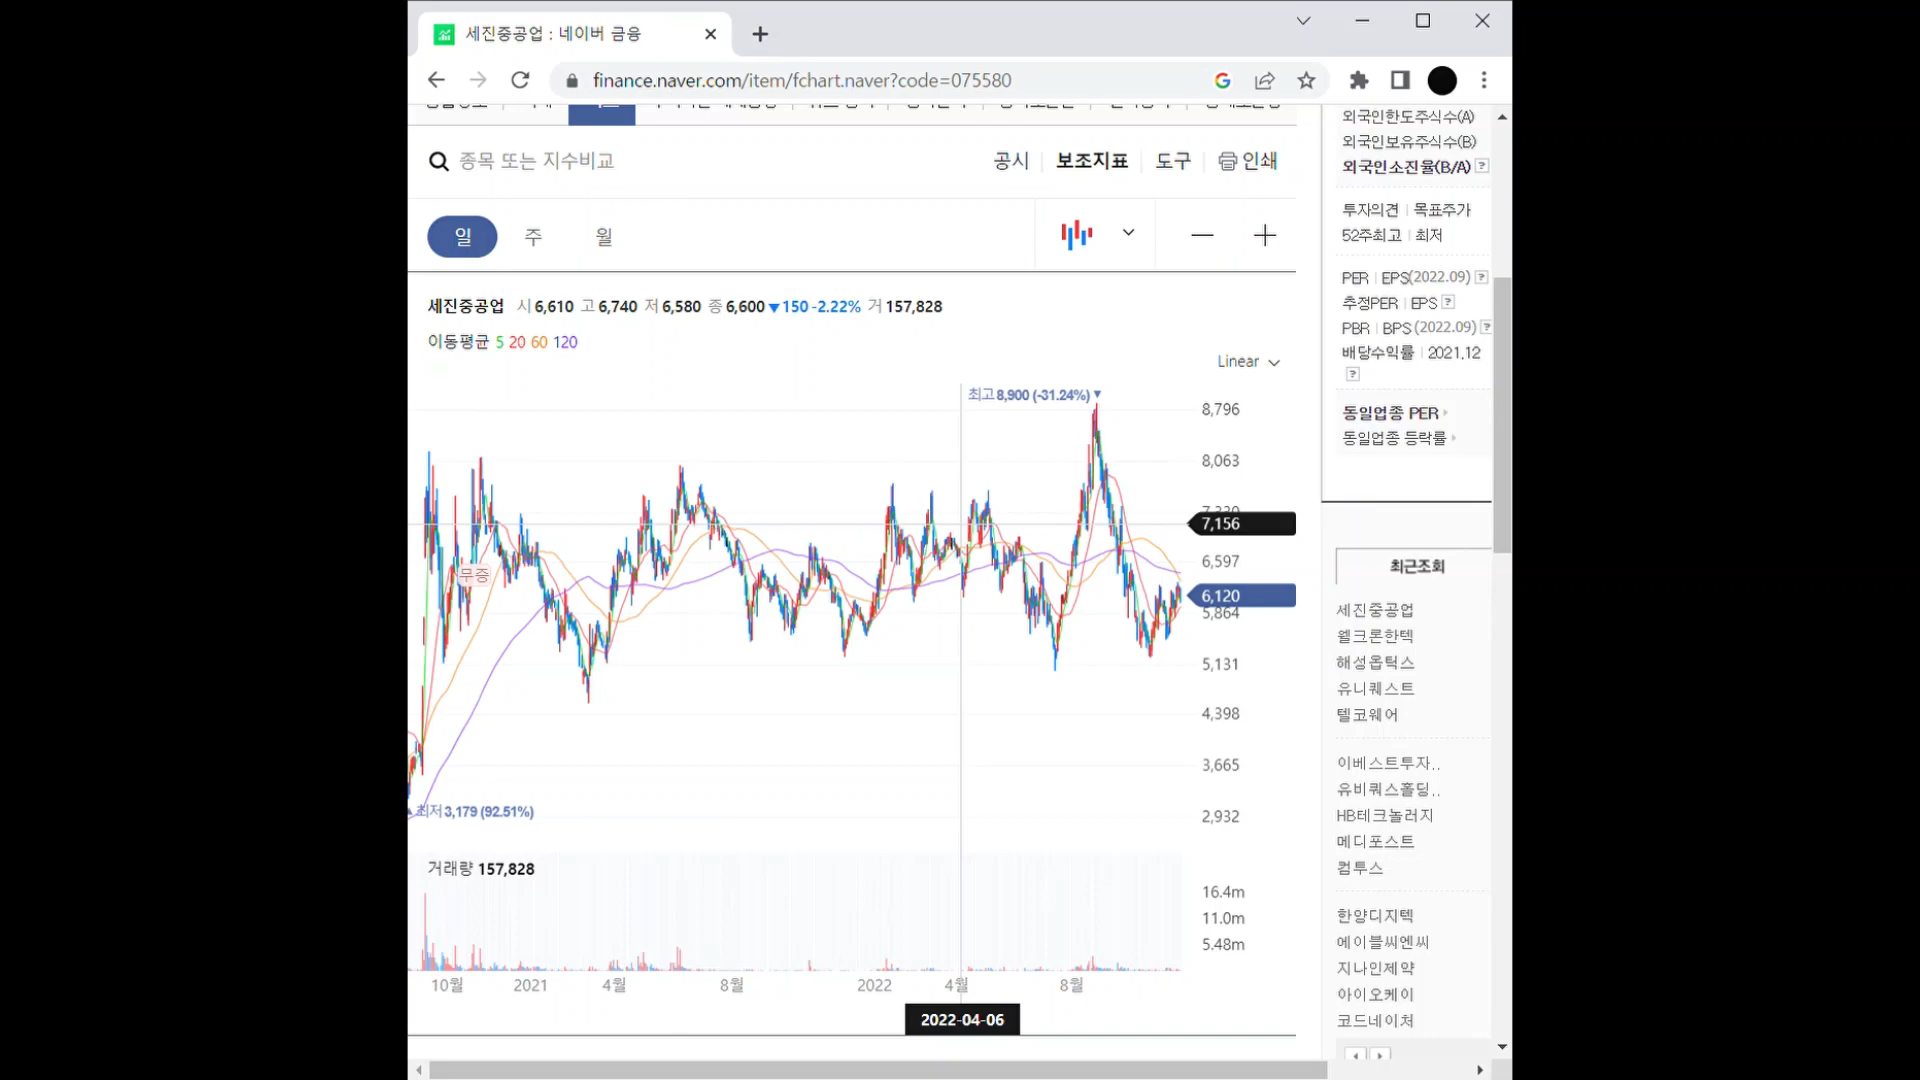 세진중공업 : 네이버 금융
finance.naver.com/item/fchart.naver?code=075580
종목 또는 지수비교
공시 보조지표 도구 인쇄
일 주 월
세진중공업 시 6,610 고 6,740 저 6,580 종 6,600 ▼150 -2.22% 거 157,828
이동평균 5 20 60 120
Linear
최고 8,900 (-31.24%) ▼
8,796
8,063
7,330
7,156
6,597
6,120
5,864
5,131
4,398
3,665
2,932
무증
▲ 최저 3,179 (92.51%)
거래량 157,828
16.4m
11.0m
5.48m
10월 2021 4월 8월 2022 4월 8월
2022-04-06
외국인한도주식수(A)
외국인보유주식수(B)
외국인소진율(B/A) ?
투자의견 | 목표주가
52주최고 | 최저
PER | EPS(2022.09) ?
추정PER | EPS ?
PBR | BPS (2022.09) ?
배당수익률 | 2021.12
?
동일업종 PER
동일업종 등락률
최근조회
세진중공업
웰크론한텍
해성옵틱스
유니퀘스트
텔코웨어
이베스트투자..
유비쿼스홀딩..
HB테크놀러지
메디포스트
컴투스
한양디지텍
에이블씨엔씨
지나인제약
아이오케이
코드네이처